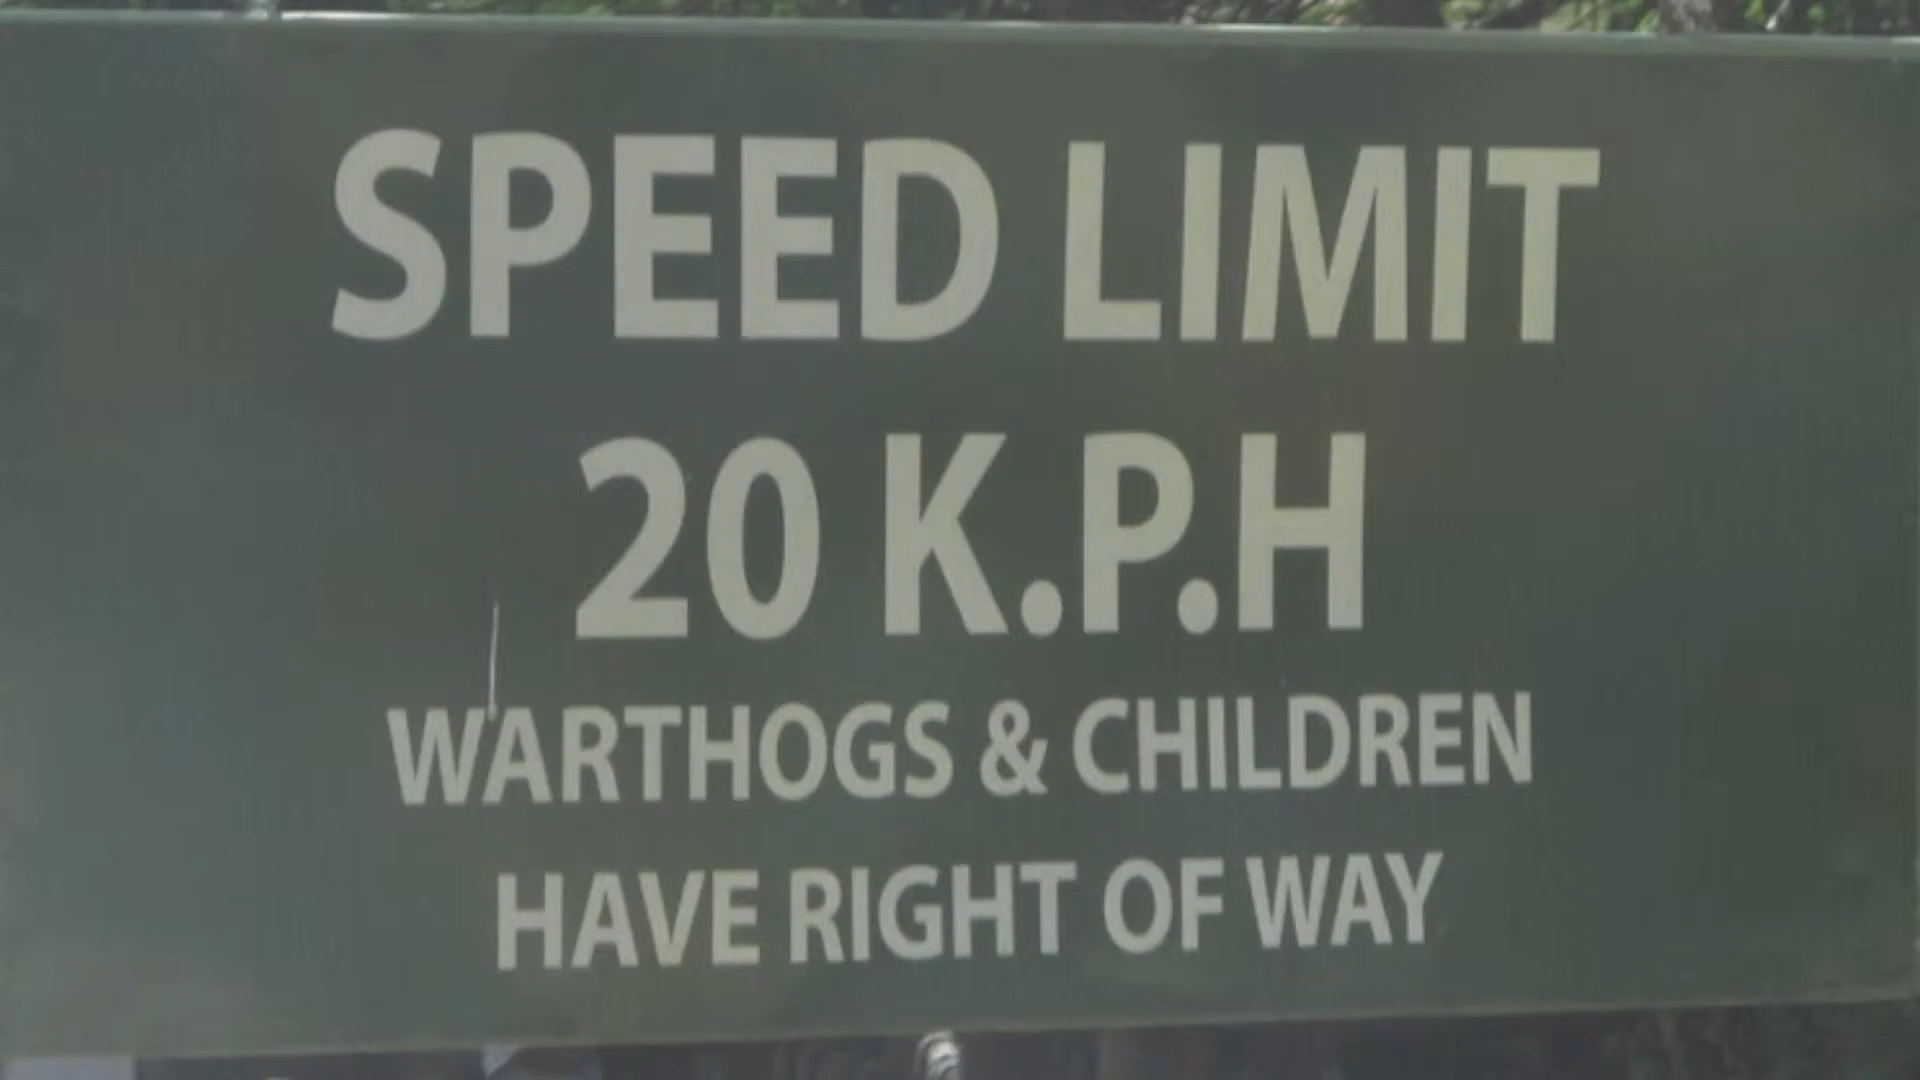 SPEED LIMIT
20 K.P.H
WARTHOGS & CHILDREN
HAVE RIGHT OF WAY